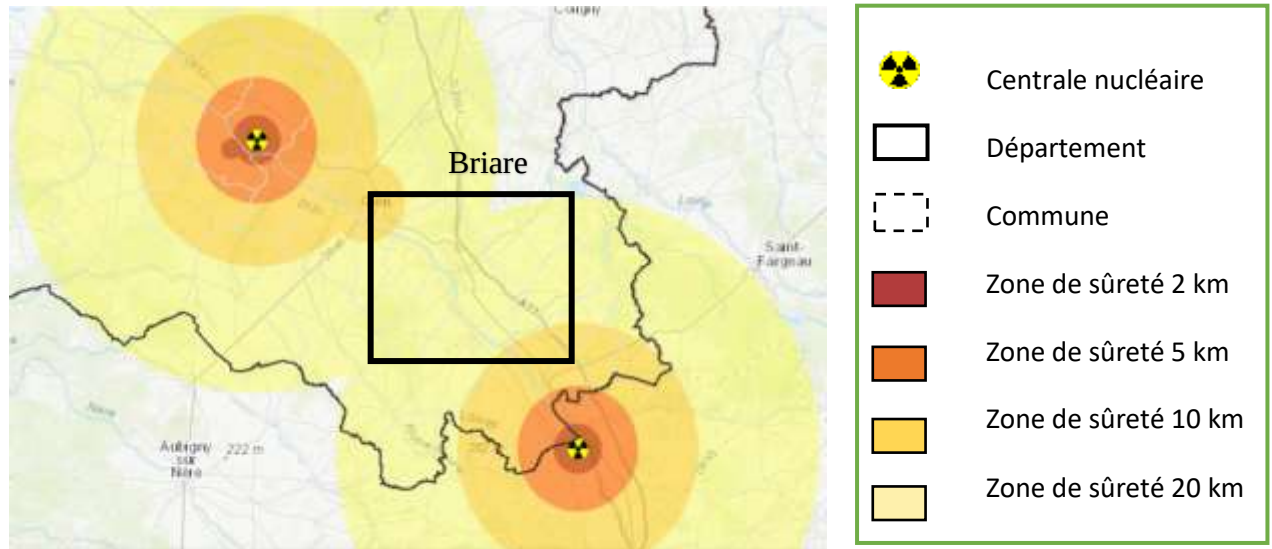 Briare
A77
Saint-
Fargeau
Aubigny
sur
Nère
222 m
Centrale nucléaire
Département
Commune
Zone de sûreté 2 km
Zone de sûreté 5 km
Zone de sûreté 10 km
Zone de sûreté 20 km